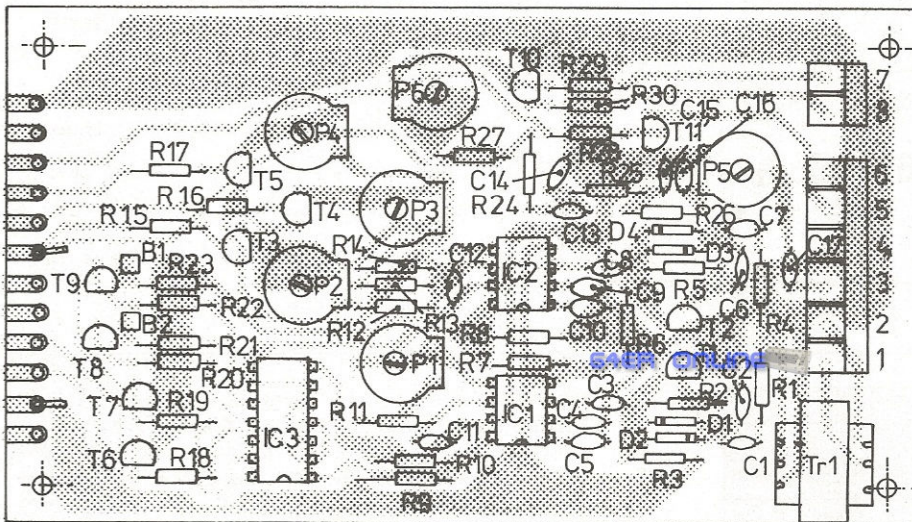 T10
R29
7
P6
R30
C15
C16
8
P4
T11
R27
R17
T5
C14
R25
P5
6
R16
R24
R26
C7
5
R15
T4
P3
C13
D4
T3
R14
C12
D3
C17
4
B1
IC2
C8
T9
R23
P2
C9
R5
C6
3
R22
R12
R13
C10
R4
B2
R8
R6
T2
2
R21
T8
P1
R7
64ER ONLINE
1
R20
C3
R2
R1
T7
R19
R11
IC1
C4
IC3
C11
D2
D1
T6
R18
R10
C5
R3
C1
Tr1
R9